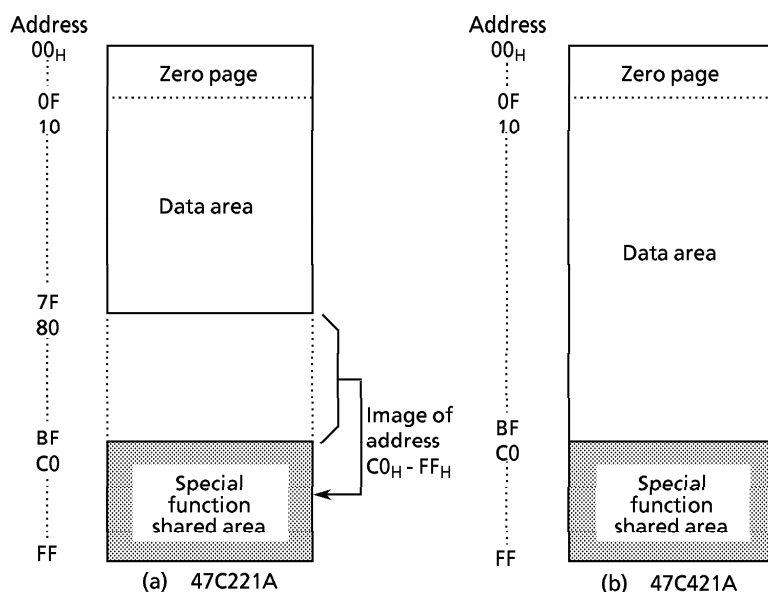 Address
00H
0F
10
7F
80
BF
C0
FF
Zero page
Data area
Special
function
shared area
Image of
address
C0H - FFH
(a) 47C221A
Address
00H
0F
10
BF
C0
FF
Zero page
Data area
Special
function
shared area
(b) 47C421A